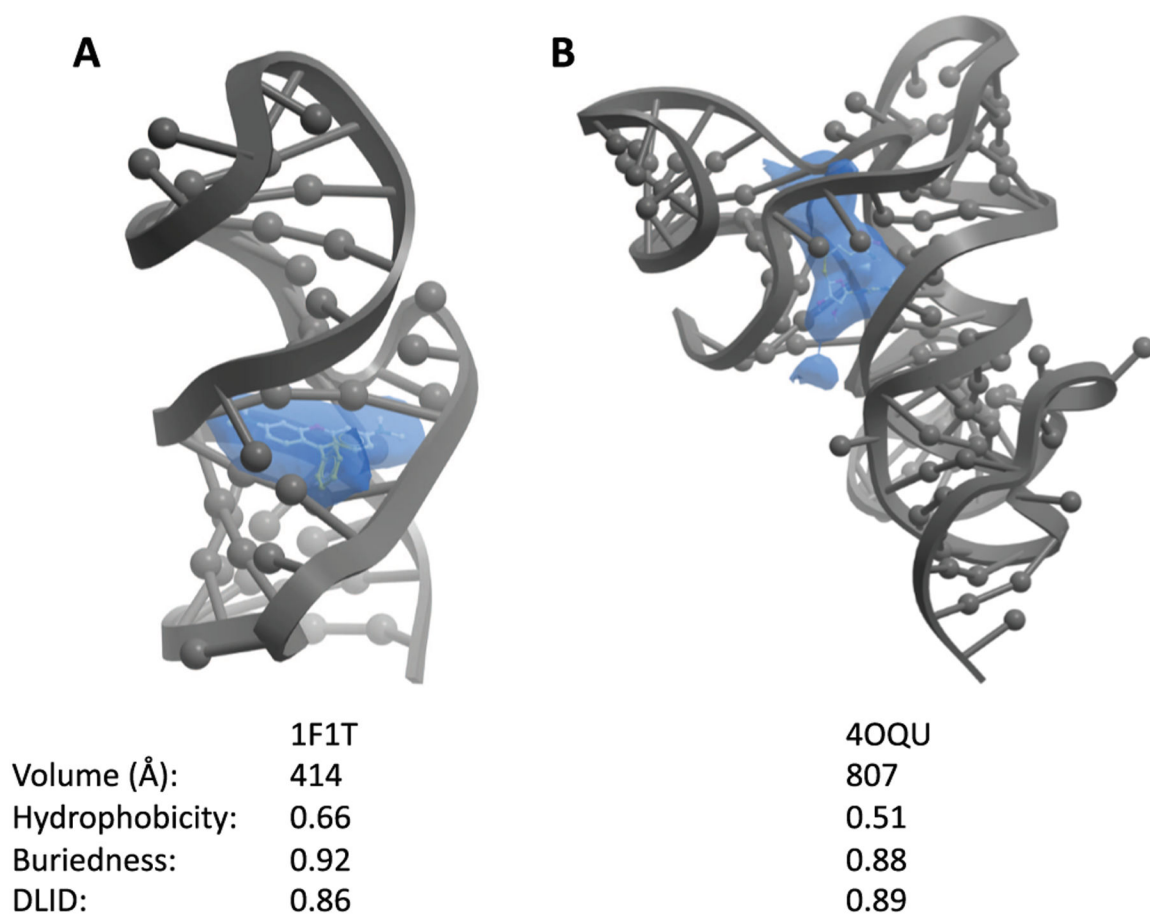 A B
1F1T 4OQU
Volume (Å): 414 807
Hydrophobicity: 0.66 0.51
Buriedness: 0.92 0.88
DLID: 0.86 0.89